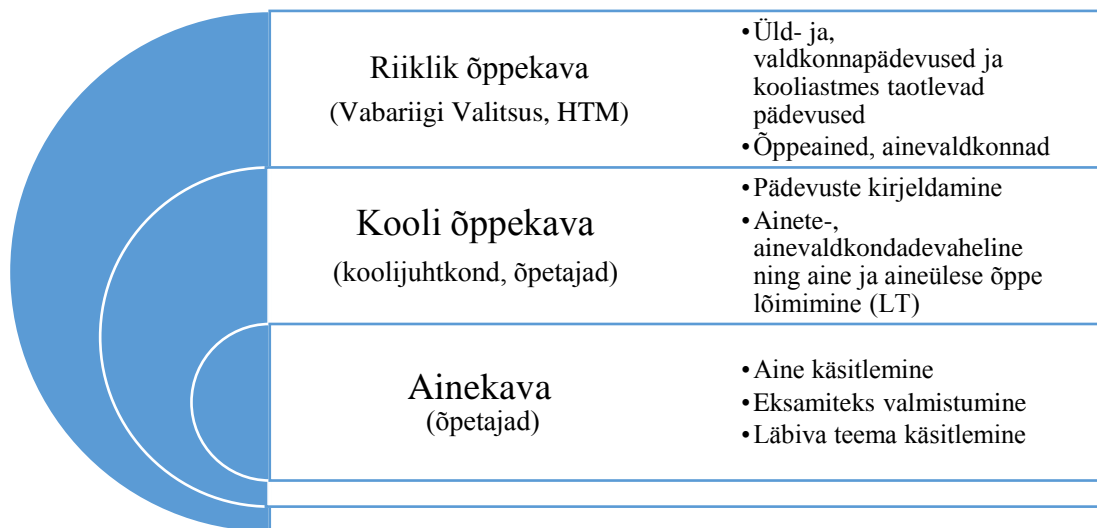 Riiklik õppekava
(Vabariigi Valitsus, HTM)
•Üld- ja,
valdkonnapädevused ja
kooliastmes taotlevad
pädevused
•Õppeained, ainevaldkonnad
Kooli õppekava
(koolijuhtkond, õpetajad)
•Pädevuste kirjeldamine
•Ainete-,
ainevaldkondadevaheline
ning aine ja aineülese õppe
lõimimine (LT)
Ainekava
(õpetajad)
•Aine käsitlemine
•Eksamiteks valmistumine
•Läbiva teema käsitlemine